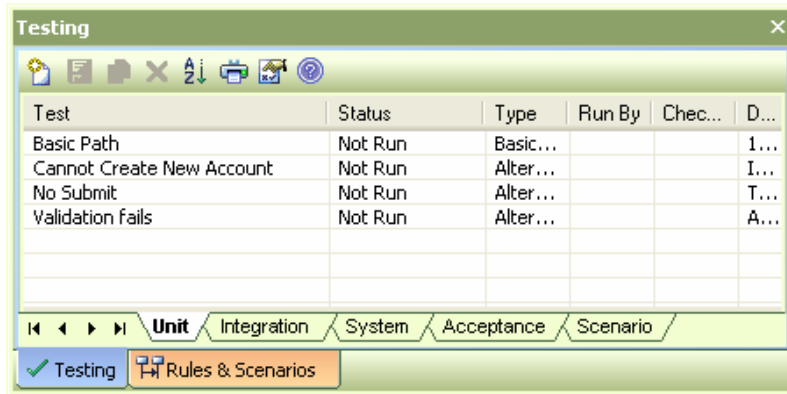 Testing
Test Status Type Run By Chec... D...
Basic Path Not Run Basic... 1...
Cannot Create New Account Not Run Alter... I...
No Submit Not Run Alter... T...
Validation fails Not Run Alter... A...
Unit Integration System Acceptance Scenario
Testing Rules & Scenarios